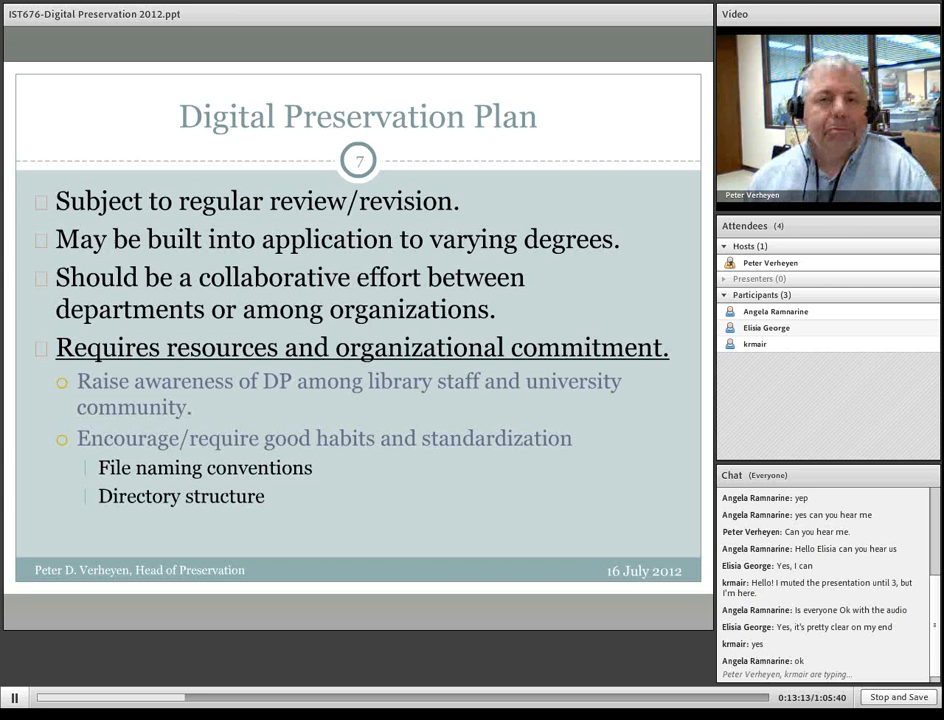 IST676-Digital Preservation 2012.ppt
Digital Preservation Plan
7
Subject to regular review/revision.
May be built into application to varying degrees.
Should be a collaborative effort between
departments or among organizations.
Requires resources and organizational commitment.
Raise awareness of DP among library staff and university
community.
Encourage/require good habits and standardization
File naming conventions
Directory structure
Peter D. Verheyen, Head of Preservation
16 July 2012
Video
Peter Verheyen
Attendees (4)
Hosts (1)
Peter Verheyen
Presenters (0)
Participants (3)
Angela Ramnarine
Elisia George
krmair
Chat (Everyone)
Angela Ramnarine: yep
Angela Ramnarine: yes can you hear me
Peter Verheyen: Can you hear me.
Angela Ramnarine: Hello Elisia can you hear us
Elisia George: Yes, I can
krmair: Hello! I muted the presentation until 3, but
I'm here.
Angela Ramnarine: Is everyone Ok with the audio
Elisia George: Yes, it's pretty clear on my end
krmair: yes
Angela Ramnarine: ok
Peter Verheyen, krmair are typing...
0:13:13/1:05:40
Stop and Save